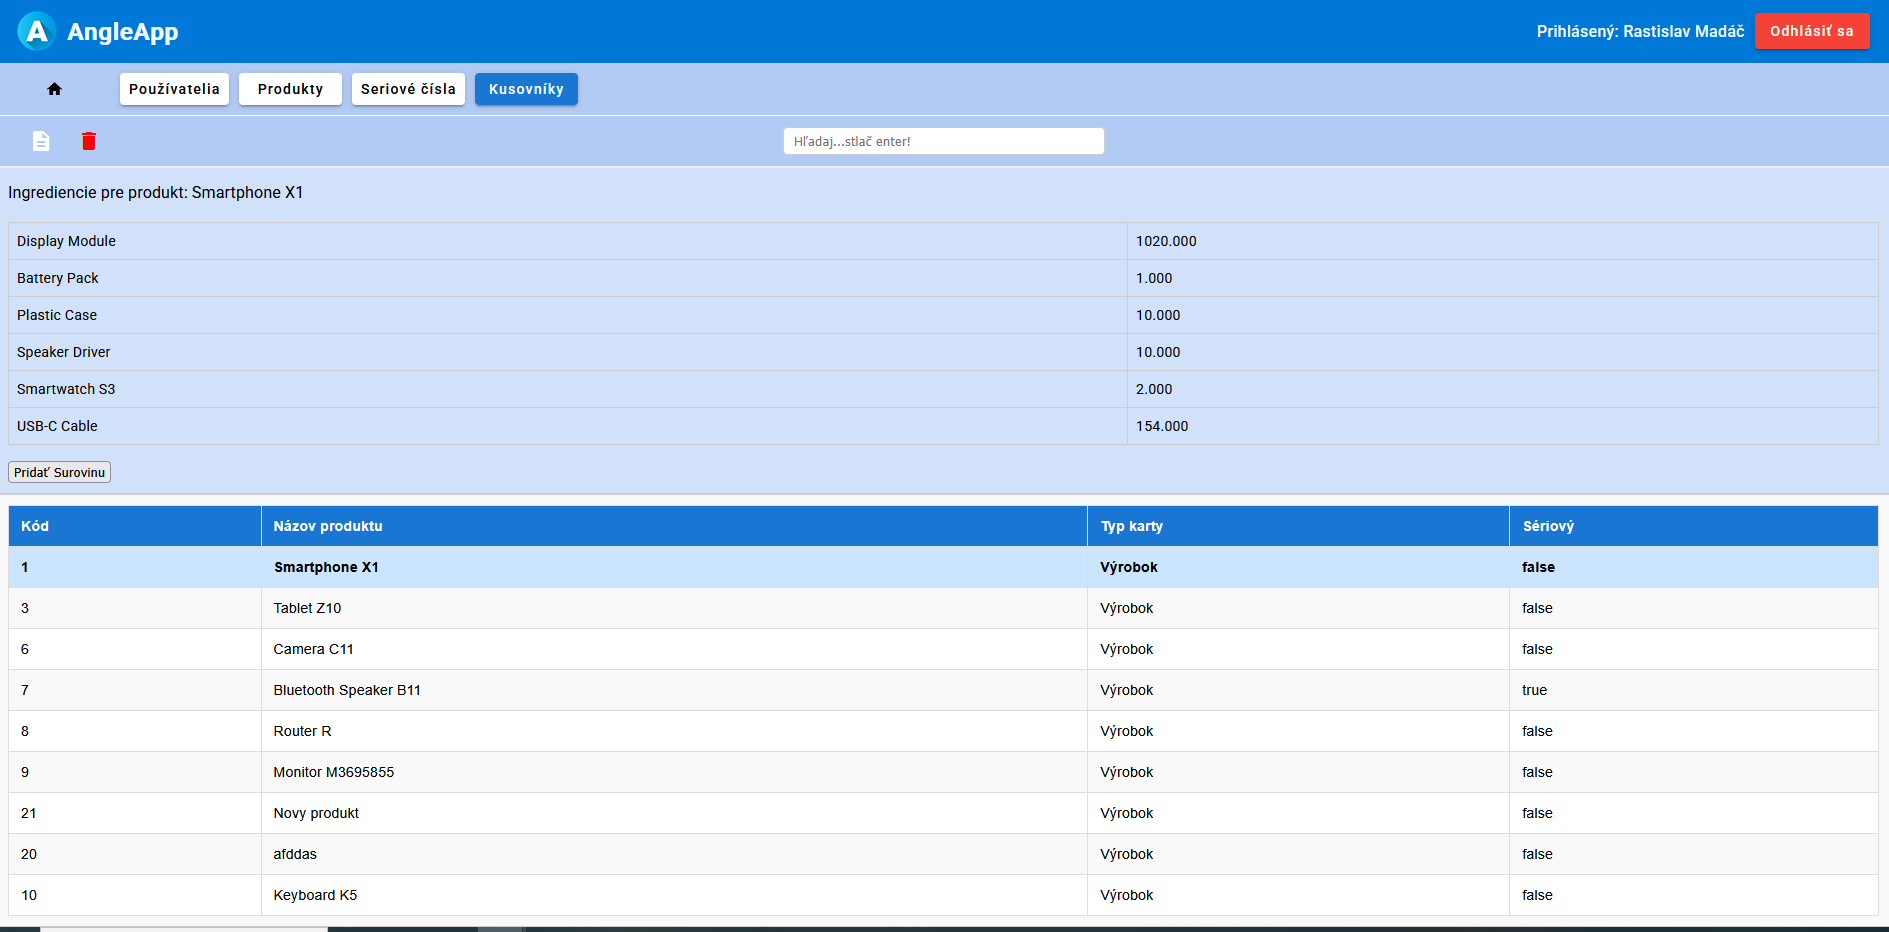 A AngleApp Prihlásený: Rastislav Madáč Odhlásiť sa
Používatelia Produkty Seriové čísla Kusovníky
Hľadaj...stlač enter!
Ingrediencie pre produkt: Smartphone X1
Display Module 1020.000
Battery Pack 1.000
Plastic Case 10.000
Speaker Driver 10.000
Smartwatch S3 2.000
USB-C Cable 154.000
Pridať Surovinu
Kód Názov produktu Typ karty Sériový
1 Smartphone X1 Výrobok false
3 Tablet Z10 Výrobok false
6 Camera C11 Výrobok false
7 Bluetooth Speaker B11 Výrobok true
8 Router R Výrobok false
9 Monitor M3695855 Výrobok false
21 Novy produkt Výrobok false
20 afddas Výrobok false
10 Keyboard K5 Výrobok false